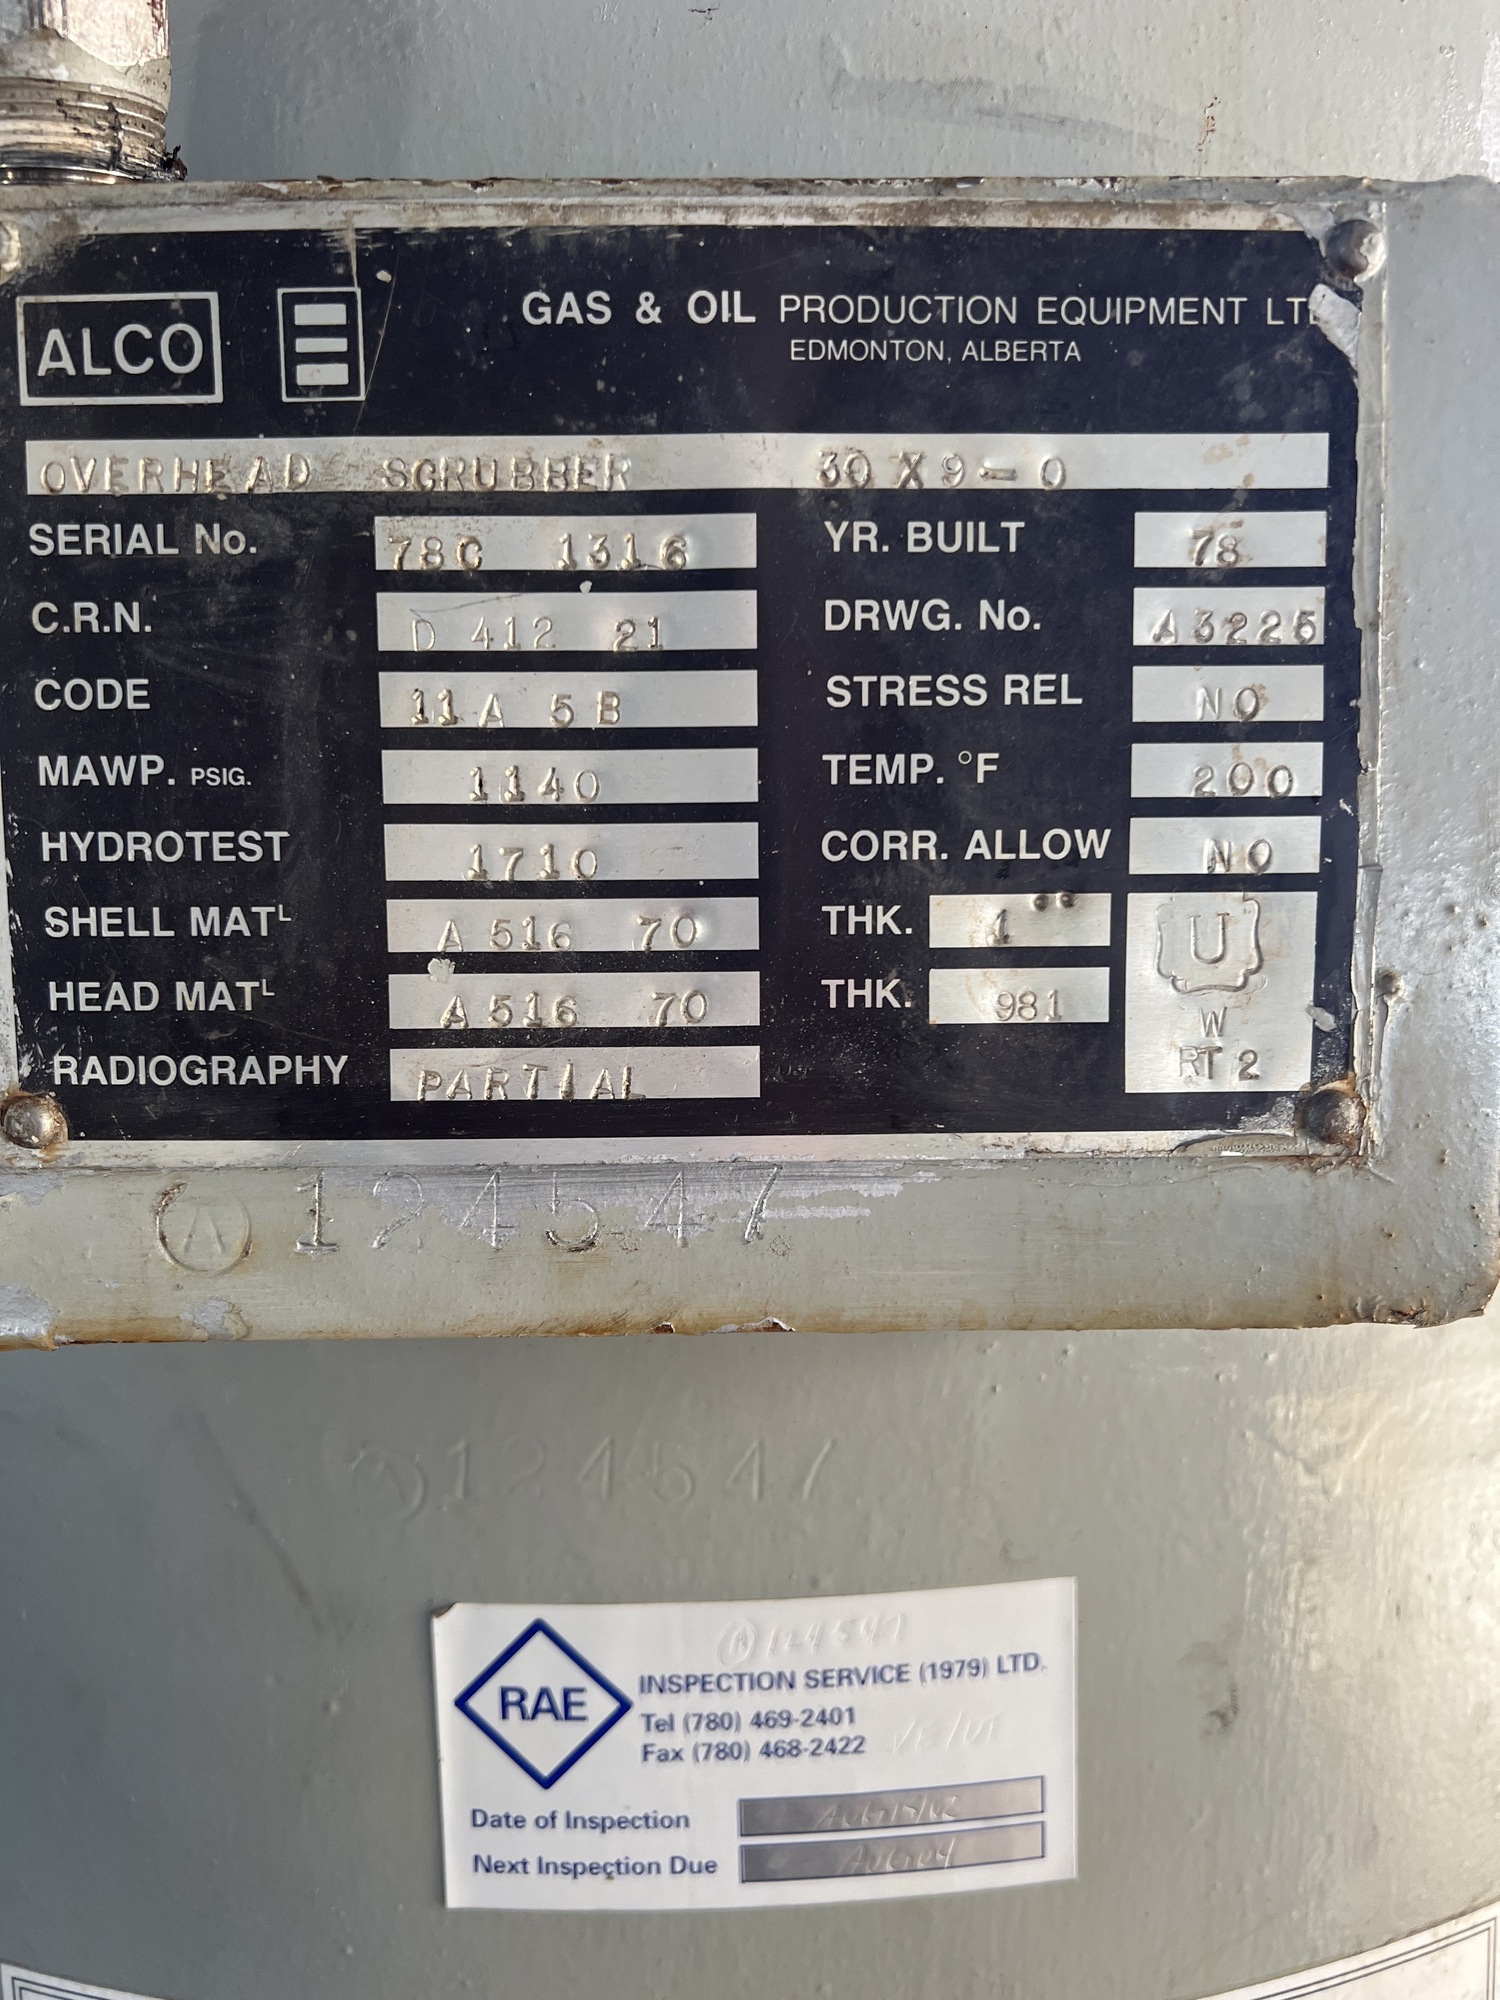 ALCO
GAS & OIL PRODUCTION EQUIPMENT LTD
EDMONTON, ALBERTA
OVERHEAD SCRUBBER 30 X 9 - 0
SERIAL No. 78C 1316
YR. BUILT 78
C.R.N. D 412 21
DRWG. No. A3225
CODE 11A 5B
STRESS REL NO
MAWP. PSIG. 1140
TEMP. °F 200
HYDROTEST 1710
CORR. ALLOW NO
SHELL MATL A 516 70
THK. 1"
U
HEAD MATL A 516 70
THK. 981
W
RADIOGRAPHY PARTIAL
RT 2
A 124547
A 124547
A 124547
RAE
INSPECTION SERVICE (1979) LTD.
Tel (780) 469-2401
Fax (780) 468-2422
Date of Inspection
Next Inspection Due AUG 04